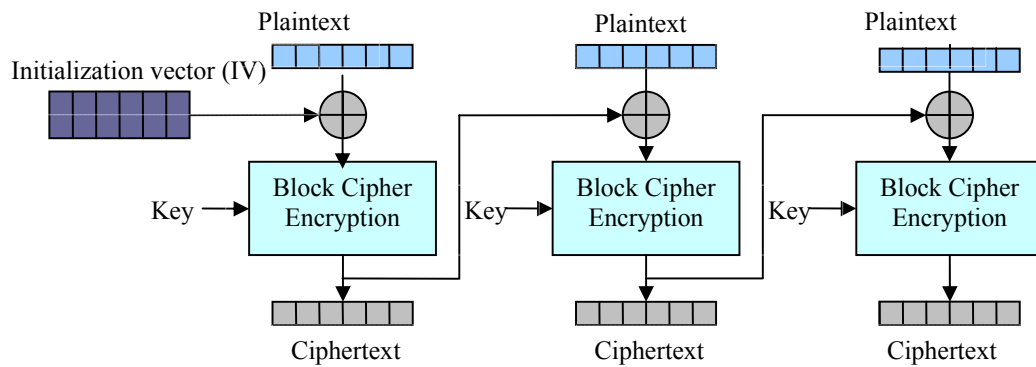 Plaintext
Plaintext
Plaintext
Initialization vector (IV)
Block Cipher
Encryption
Block Cipher
Encryption
Block Cipher
Encryption
Key
Key
Key
Ciphertext
Ciphertext
Ciphertext